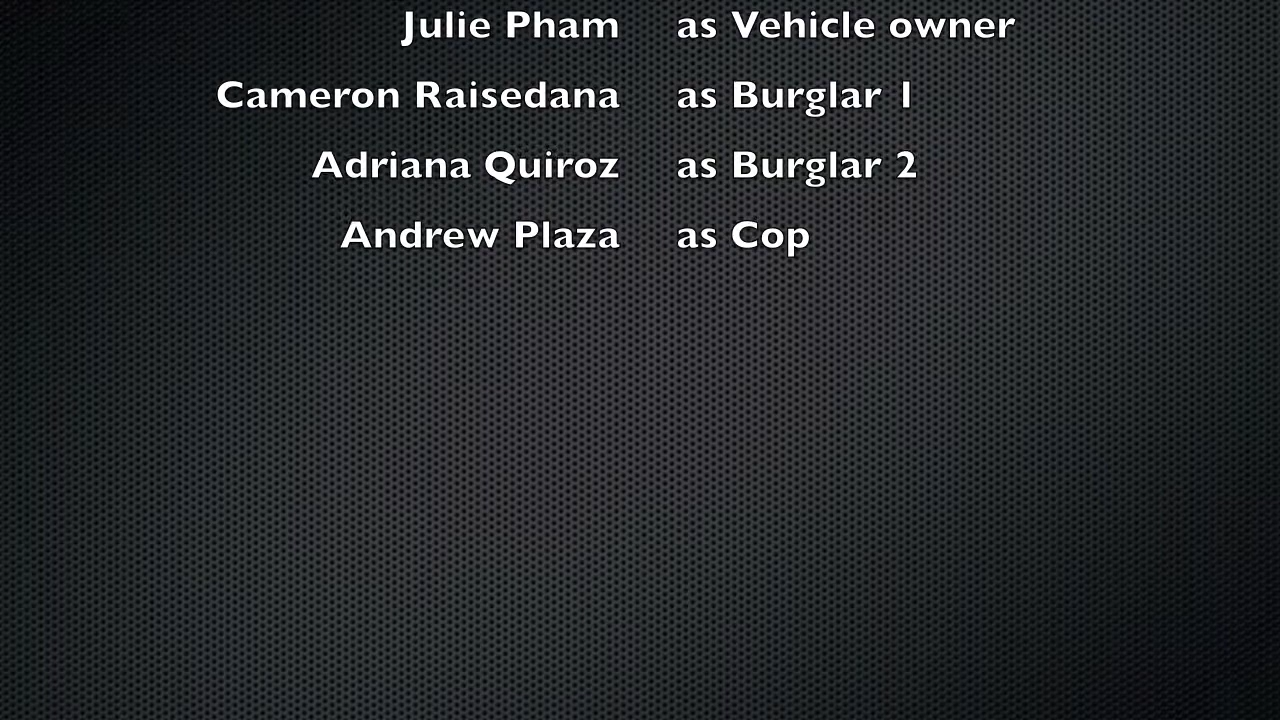 Julie Pham as Vehicle owner
Cameron Raisedana as Burglar 1
Adriana Quiroz as Burglar 2
Andrew Plaza as Cop